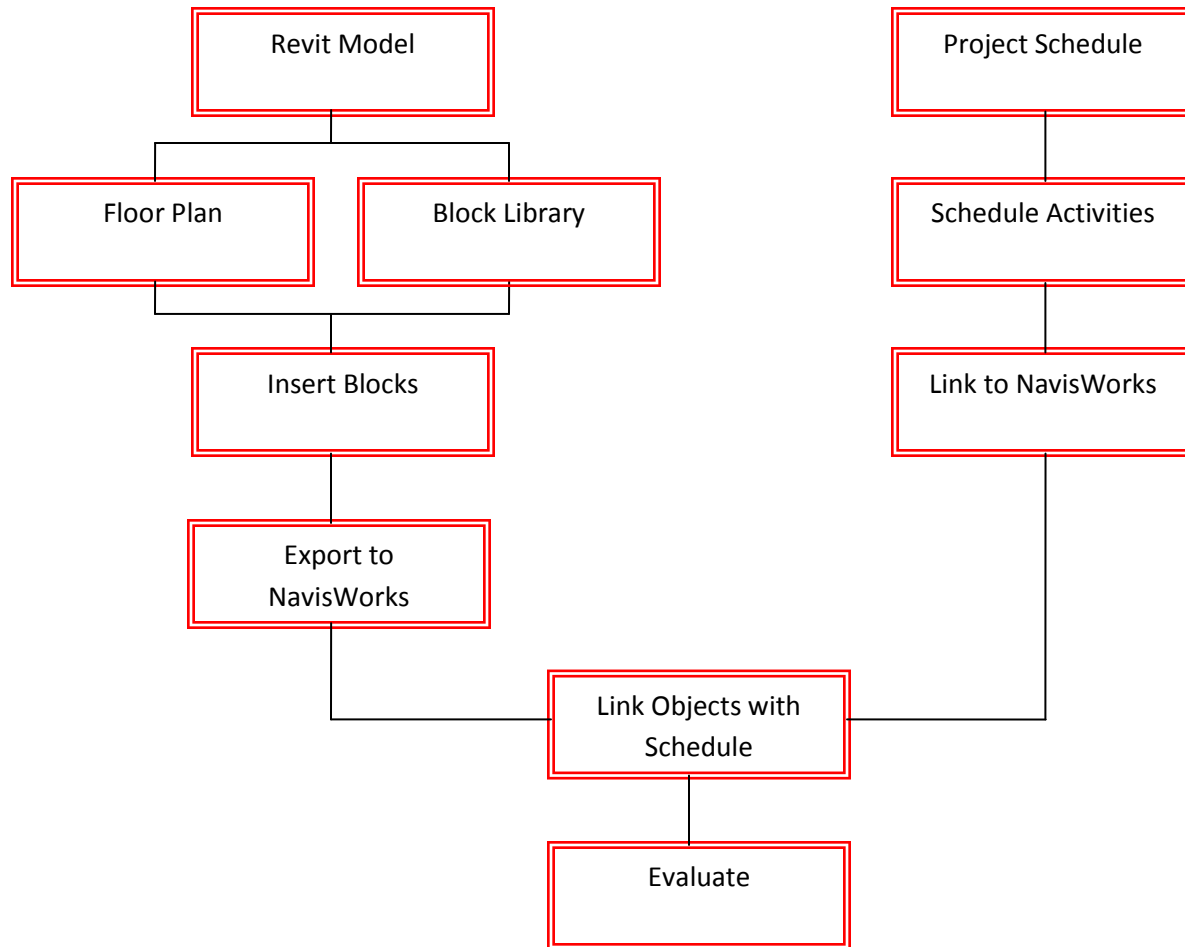 Revit Model
Project Schedule
Floor Plan
Block Library
Schedule Activities
Insert Blocks
Link to NavisWorks
Export to
NavisWorks
Link Objects with
Schedule
Evaluate